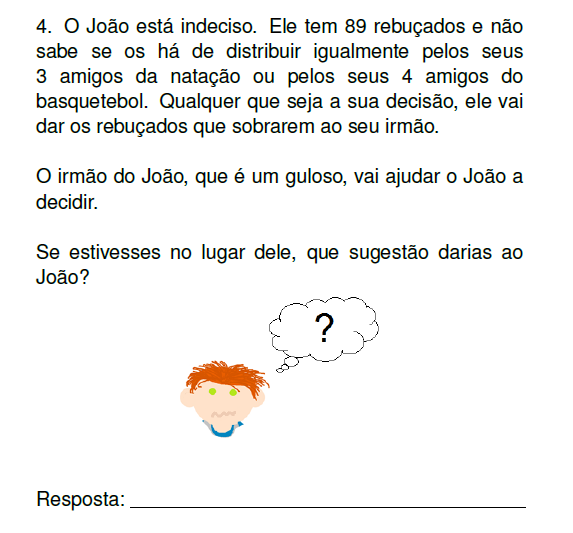 4. O João está indeciso. Ele tem 89 rebuçados e não
sabe se os há de distribuir igualmente pelos seus
3 amigos da natação ou pelos seus 4 amigos do
basquetebol. Qualquer que seja a sua decisão, ele vai
dar os rebuçados que sobrarem ao seu irmão.
O irmão do João, que é um guloso, vai ajudar o João a
decidir.
Se estivesses no lugar dele, que sugestão darias ao
João?
?
Resposta: